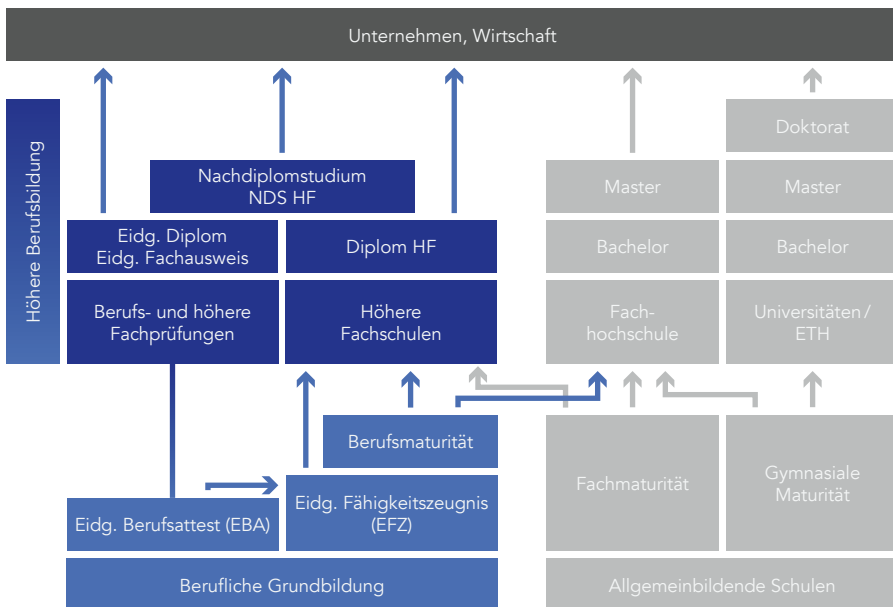 Unternehmen, Wirtschaft
Höhere Berufsbildung
Doktorat
Nachdiplomstudium
NDS HF
Master
Master
Eidg. Diplom
Eidg. Fachausweis
Diplom HF
Bachelor
Bachelor
Berufs- und höhere
Fachprüfungen
Höhere
Fachschulen
Fach-
hochschule
Universitäten /
ETH
Berufsmaturität
Fachmaturität
Gymnasiale
Maturität
Eidg. Berufsattest (EBA)
Eidg. Fähigkeitszeugnis
(EFZ)
Berufliche Grundbildung
Allgemeinbildende Schulen